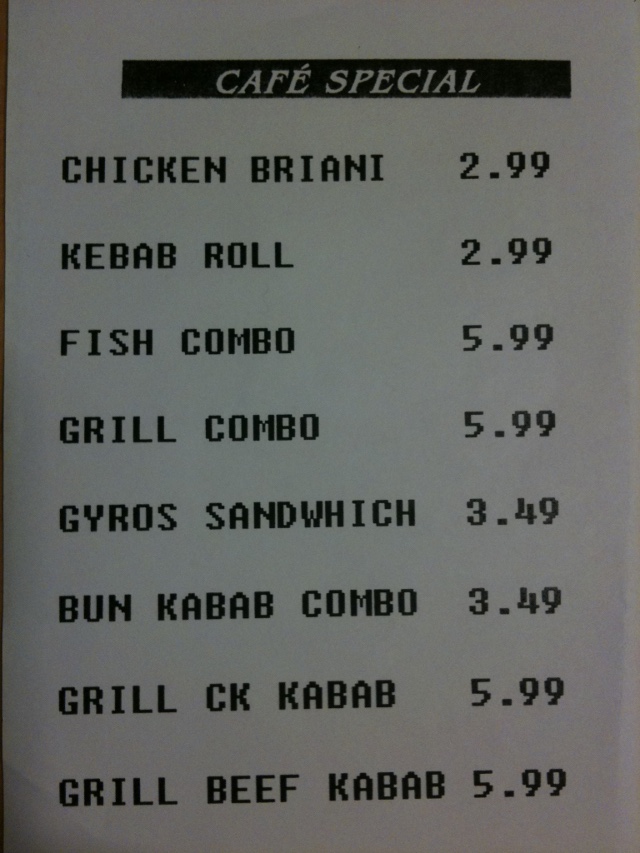 CAFÉ SPECIAL
CHICKEN BRIANI 2.99
KEBAB ROLL 2.99
FISH COMBO 5.99
GRILL COMBO 5.99
GYROS SANDWHICH 3.49
BUN KABAB COMBO 3.49
GRILL CK KABAB 5.99
GRILL BEEF KABAB 5.99